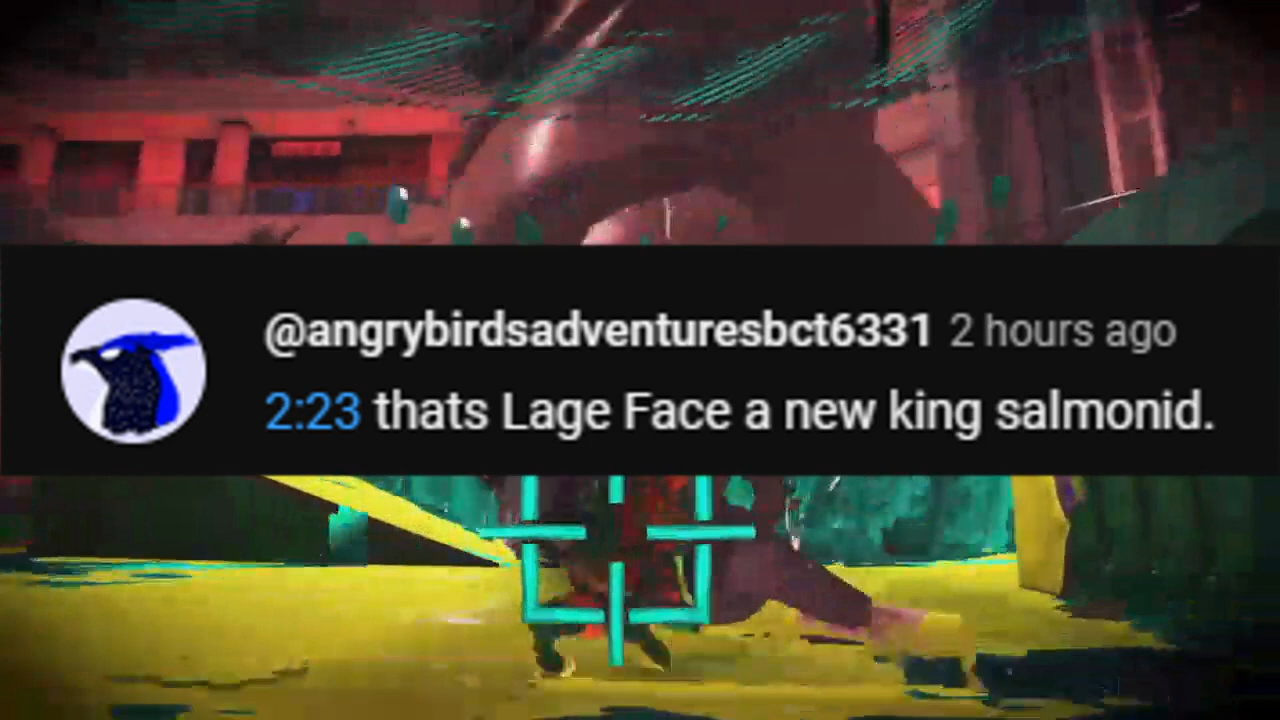 @angrybirdsadventuresbct6331 2 hours ago
2:23 thats Lage Face a new king salmonid.